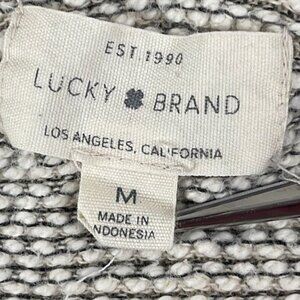 EST 1990
LUCKY BRAND
LOS ANGELES, CALIFORNIA
M
MADE IN
INDONESIA